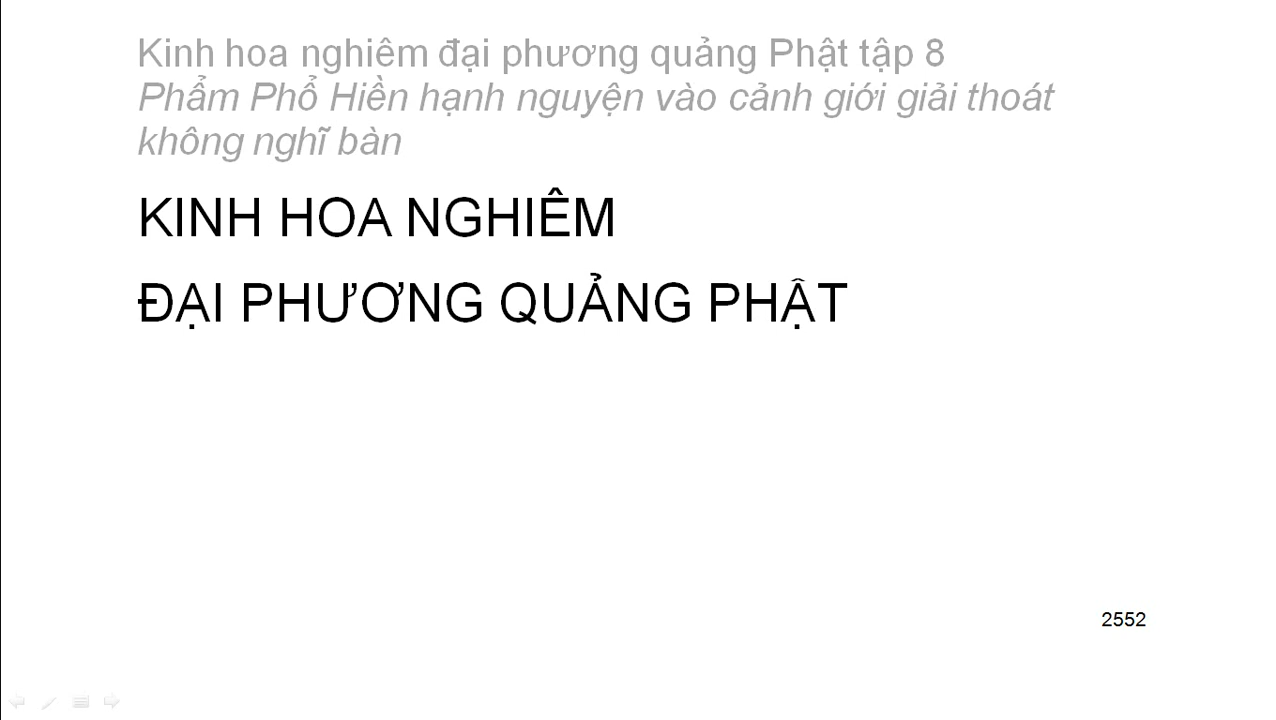 Kinh hoa nghiêm đại phương quảng Phật tập 8
Phẩm Phổ Hiền hạnh nguyện vào cảnh giới giải thoát
không nghĩ bàn
KINH HOA NGHIÊM
ĐẠI PHƯƠNG QUẢNG PHẬT
2552